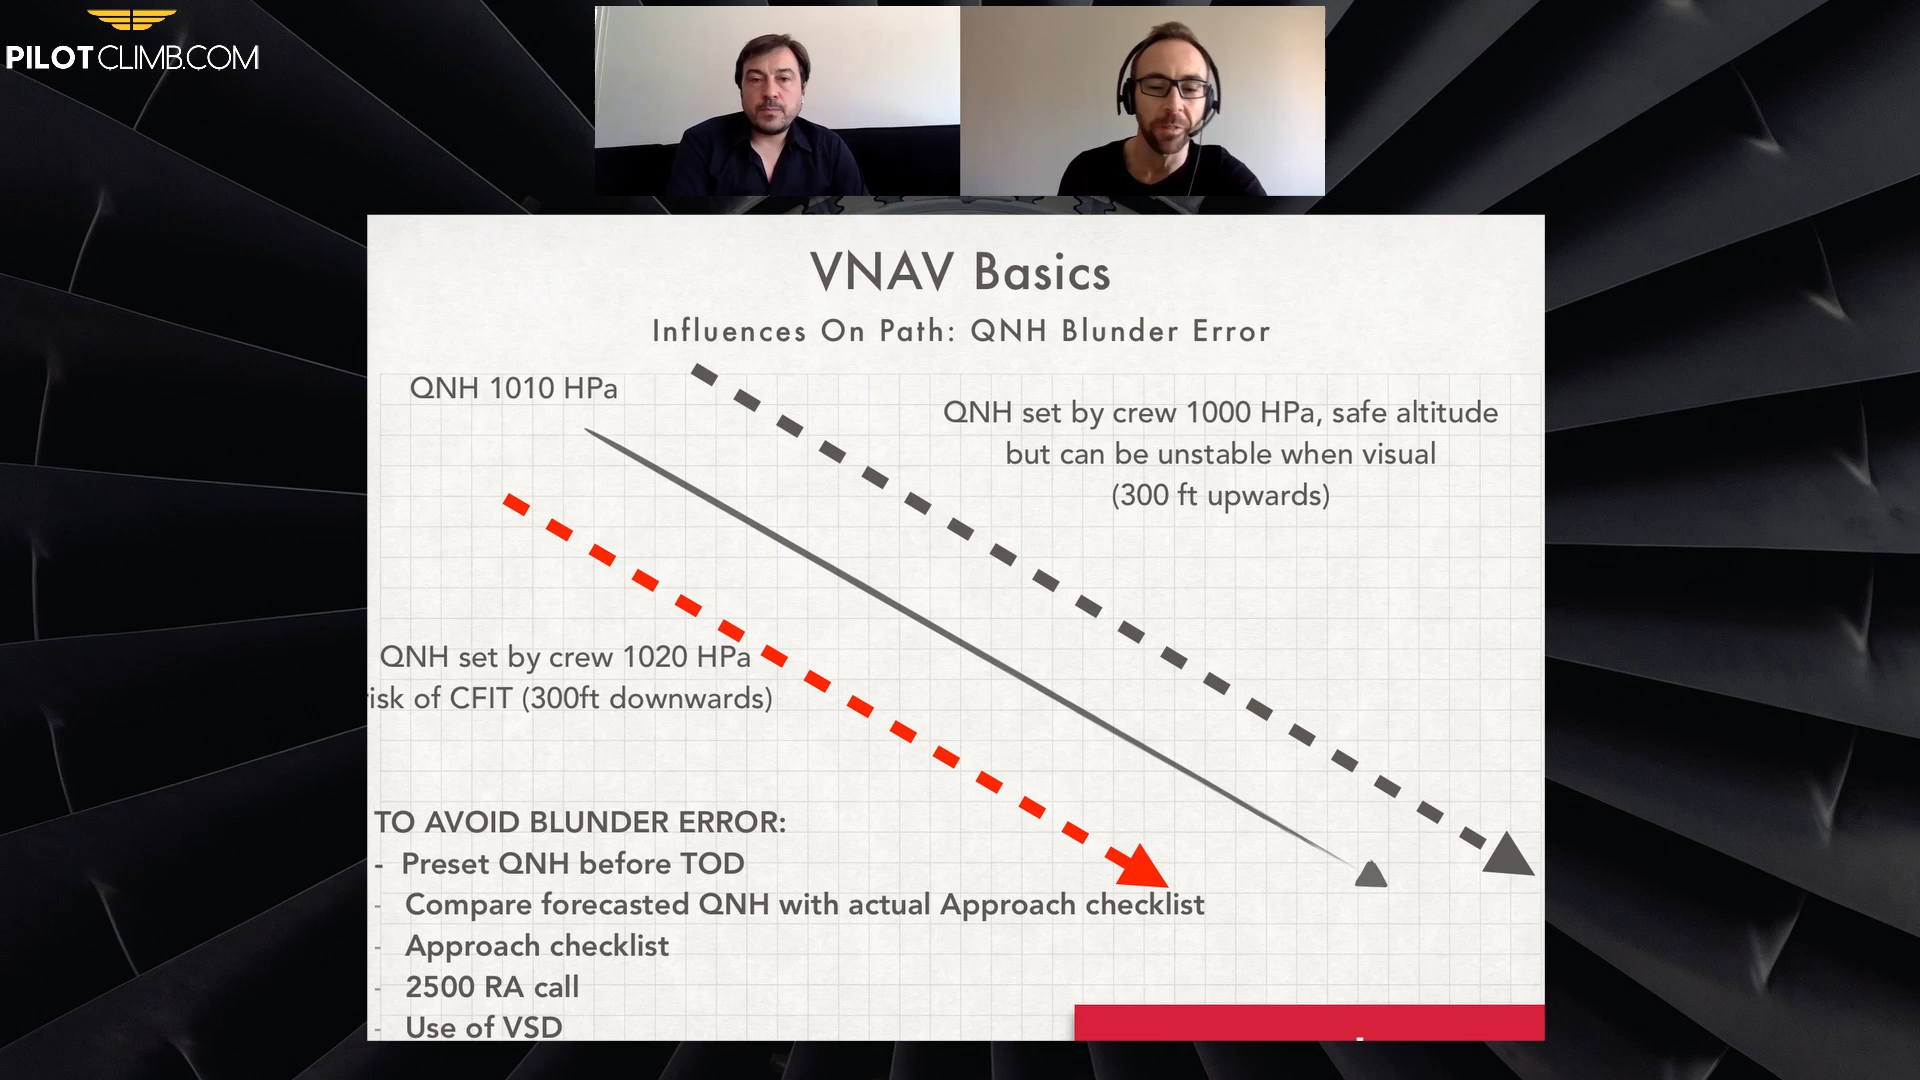 PILOTCLIMB.COM
VNAV Basics
Influences On Path: QNH Blunder Error
QNH 1010 HPa
QNH set by crew 1000 HPa, safe altitude
but can be unstable when visual
(300 ft upwards)
QNH set by crew 1020 HPa
isk of CFIT (300ft downwards)
TO AVOID BLUNDER ERROR:
- Preset QNH before TOD
- Compare forecasted QNH with actual Approach checklist
- Approach checklist
- 2500 RA call
- Use of VSD